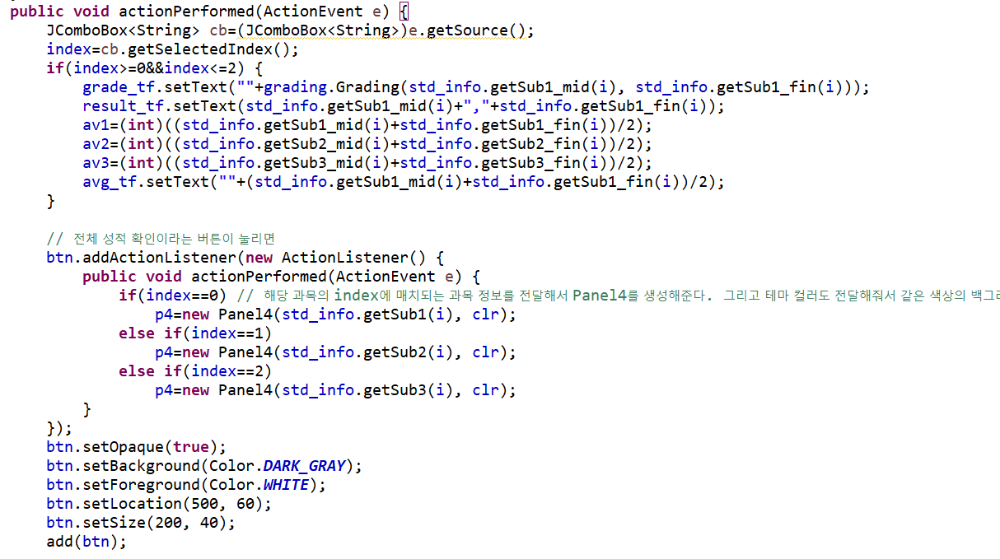 public void actionPerformed(ActionEvent e) {
JComboBox<String> cb=(JComboBox<String>)e.getSource();
index=cb.getSelectedIndex();
if(index>=0&&index<=2) {
grade_tf.setText(""+grading.Grading(std_info.getSub1_mid(i), std_info.getSub1_fin(i)));
result_tf.setText(std_info.getSub1_mid(i)+","+std_info.getSub1_fin(i));
av1=(int)((std_info.getSub1_mid(i)+std_info.getSub1_fin(i))/2);
av2=(int)((std_info.getSub2_mid(i)+std_info.getSub2_fin(i))/2);
av3=(int)((std_info.getSub3_mid(i)+std_info.getSub3_fin(i))/2);
avg_tf.setText(""+(std_info.getSub1_mid(i)+std_info.getSub1_fin(i))/2);
}
// 전체 성적 확인이라는 버튼이 눌리면
btn.addActionListener(new ActionListener() {
public void actionPerformed(ActionEvent e) {
if(index==0) // 해당 과목의 index에 매치되는 과목 정보를 전달해서 Panel4를 생성해준다. 그리고 테마 컬러도 전달해줘서 같은 색상의 백그
p4=new Panel4(std_info.getSub1(i), clr);
else if(index==1)
p4=new Panel4(std_info.getSub2(i), clr);
else if(index==2)
p4=new Panel4(std_info.getSub3(i), clr);
}
});
btn.setOpaque(true);
btn.setBackground(Color.DARK_GRAY);
btn.setForeground(Color.WHITE);
btn.setLocation(500, 60);
btn.setSize(200, 40);
add(btn);